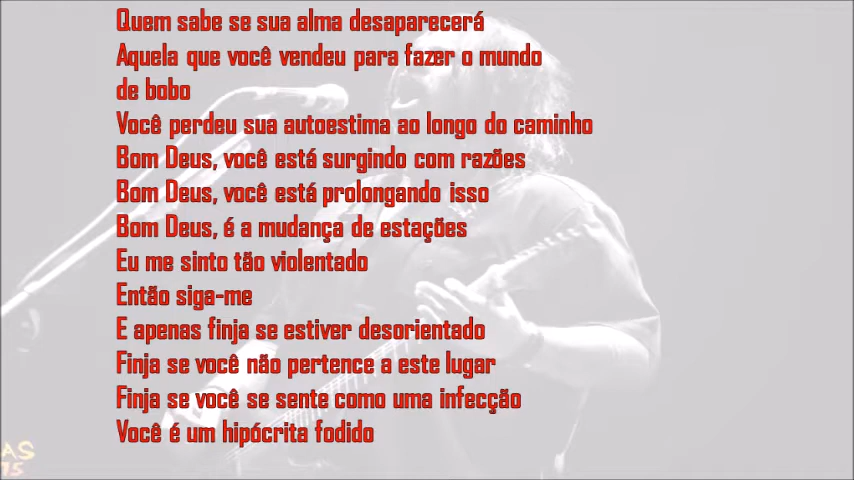 Quem sabe se sua alma desaparecerá
Aquela que você vendeu para fazer o mundo
de bobo
Você perdeu sua autoestima ao longo do caminho
Bom Deus, você está surgindo com razões
Bom Deus, você está prolongando isso
Bom Deus, é a mudança de estações
Eu me sinto tão violentado
Então siga-me
E apenas finja se estiver desorientado
Finja se você não pertence a este lugar
Finja se você se sente como uma infecção
Você é um hipócrita fodido
AS
15